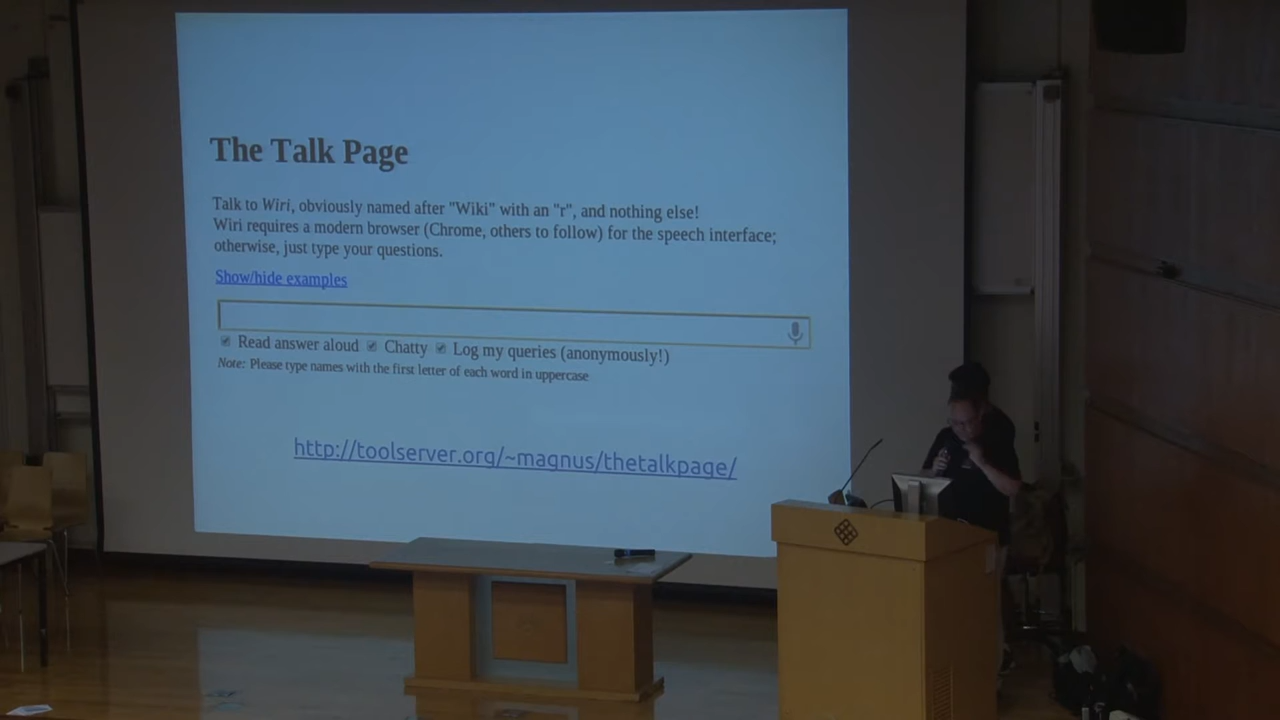 The Talk Page
Talk to Wiri, obviously named after "Wiki" with an "r", and nothing else!
Wiri requires a modern browser (Chrome, others to follow) for the speech interface;
otherwise, just type your questions.
Show/hide examples
Read answer aloud Chatty Log my queries (anonymously!)
Note: Please type names with the first letter of each word in uppercase
http://toolserver.org/~magnus/thetalkpage/